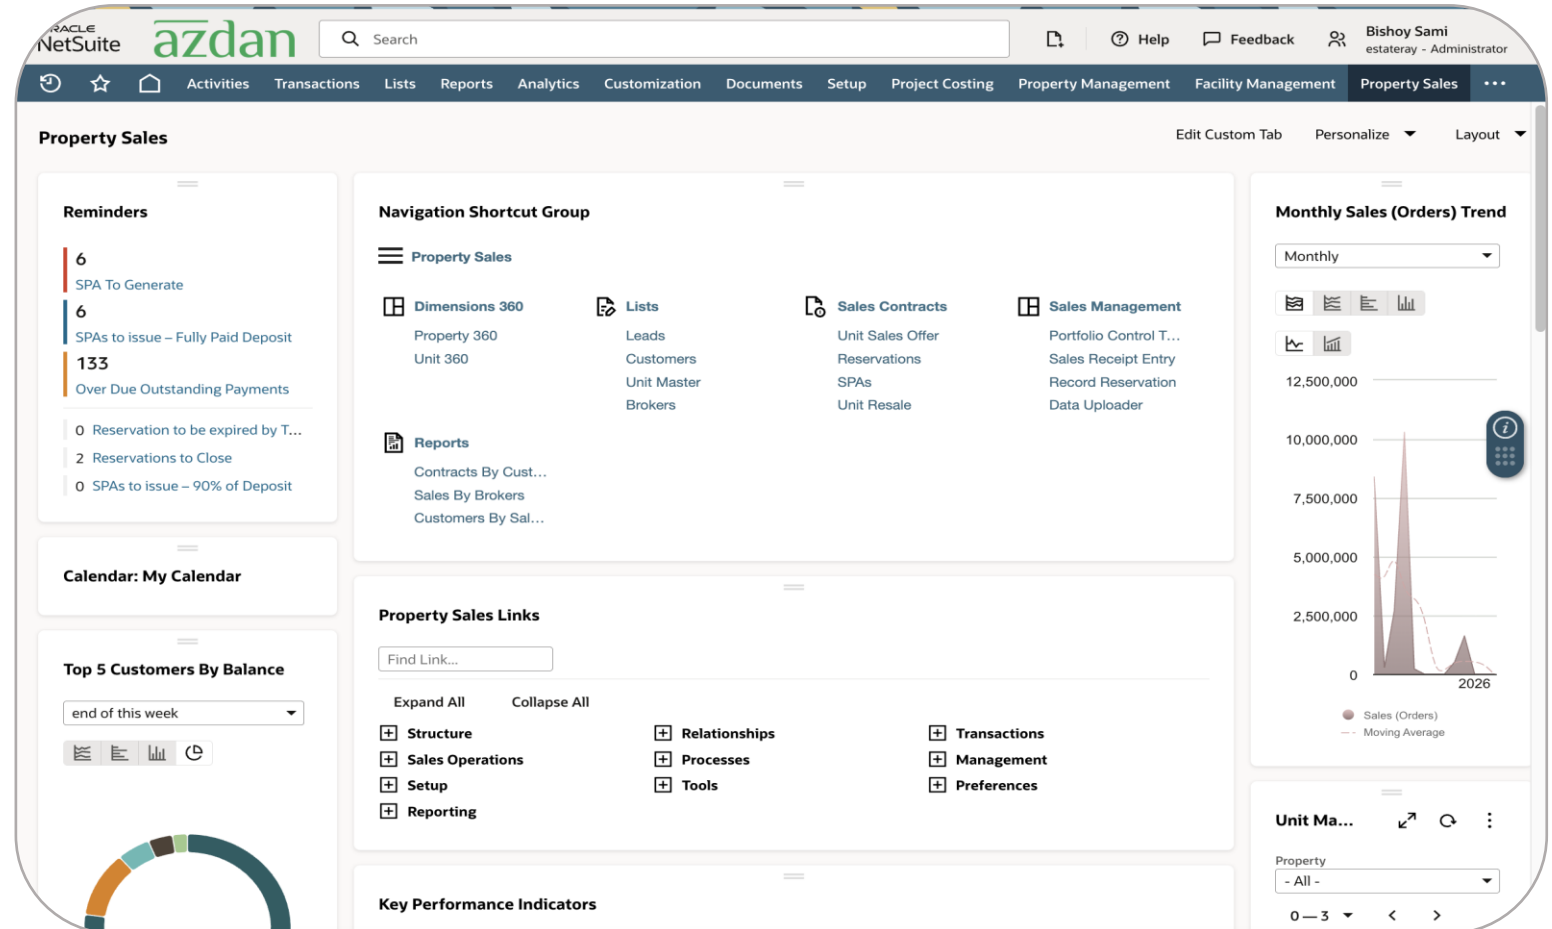 ORACLE
NetSuite
azdan
Search
Help
Feedback
Bishoy Sami
estateray - Administrator
Activities
Transactions
Lists
Reports
Analytics
Customization
Documents
Setup
Project Costing
Property Management
Facility Management
Property Sales
Property Sales
Edit Custom Tab
Personalize
Layout
Reminders
6
SPA To Generate
6
SPAs to issue – Fully Paid Deposit
133
Over Due Outstanding Payments
0 Reservation to be expired by T...
2 Reservations to Close
0 SPAs to issue – 90% of Deposit
Calendar: My Calendar
Top 5 Customers By Balance
end of this week
Navigation Shortcut Group
Property Sales
Dimensions 360
Property 360
Unit 360
Lists
Leads
Customers
Unit Master
Brokers
Sales Contracts
Unit Sales Offer
Reservations
SPAs
Unit Resale
Sales Management
Portfolio Control T...
Sales Receipt Entry
Record Reservation
Data Uploader
Reports
Contracts By Cust...
Sales By Brokers
Customers By Sal...
Property Sales Links
Find Link...
Expand All
Collapse All
Structure
Relationships
Transactions
Sales Operations
Processes
Management
Setup
Tools
Preferences
Reporting
Key Performance Indicators
Monthly Sales (Orders) Trend
Monthly
12,500,000
10,000,000
7,500,000
5,000,000
2,500,000
0
2026
Sales (Orders)
Moving Average
Unit Ma...
Property
- All -
0 — 3